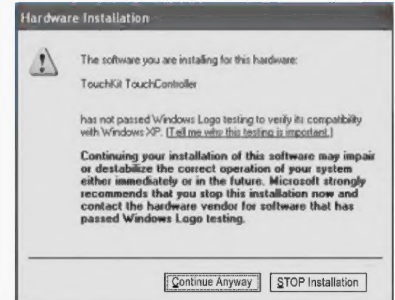 Hardware Installation
The software you are installing for this hardware:
TouchKit TouchController
has not passed Windows Logo testing to verify its compatibility
with Windows XP. (Tell me why this testing is important.)
Continuing your installation of this software may impair
or destabilize the correct operation of your system
either immediately or in the future. Microsoft strongly
recommends that you stop this installation now and
contact the hardware vendor for software that has
passed Windows Logo testing.
Continue Anyway
STOP Installation